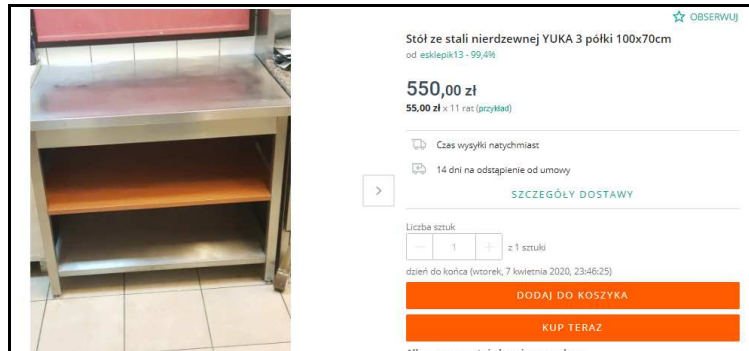 OBSERWUJ
Stół ze stali nierdzewnej YUKA 3 półki 100x70cm
od esklepik13 - 99,4%
550,00 zł
55,00 zł x 11 rat (przykład)
Czas wysyłki natychmiast
14 dni na odstąpienie od umowy
SZCZEGÓŁY DOSTAWY
Liczba sztuk
1 z 1 sztuki
dzień do końca (wtorek, 7 kwietnia 2020, 23:46:25)
DODAJ DO KOSZYKA
KUP TERAZ